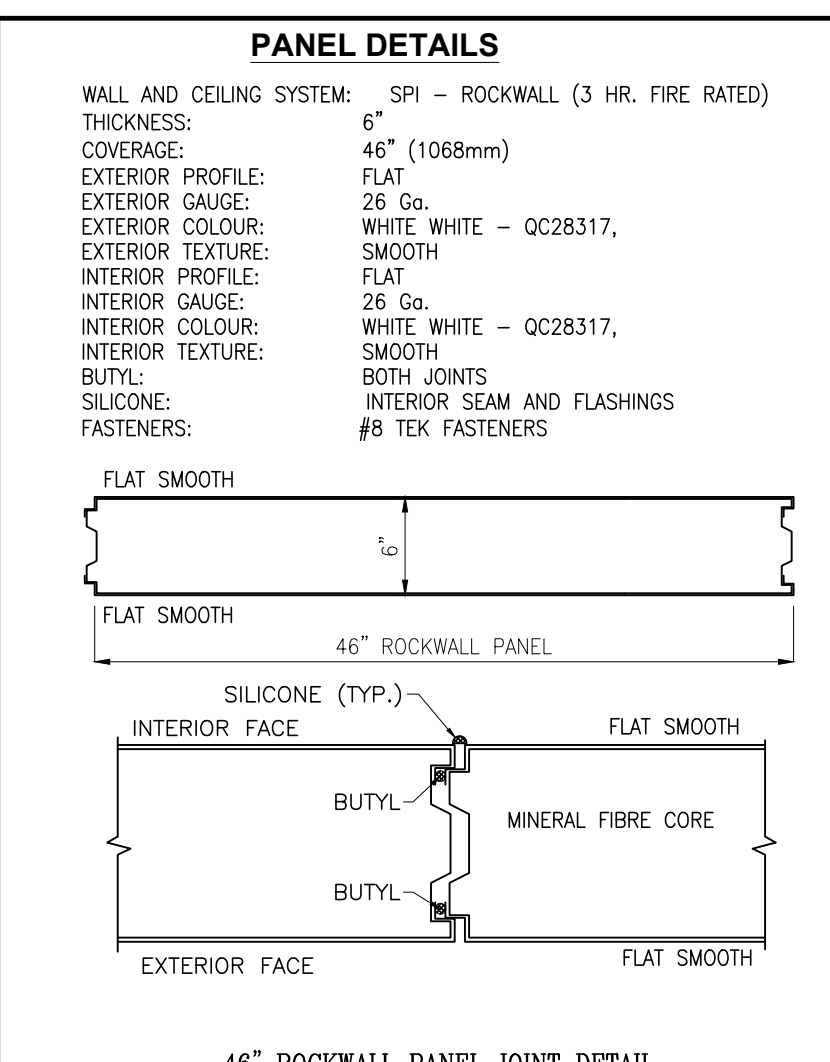 PANEL DETAILS
WALL AND CEILING SYSTEM: SPI – ROCKWALL (3 HR. FIRE RATED)
THICKNESS: 6"
COVERAGE: 46" (1068mm)
EXTERIOR PROFILE: FLAT
EXTERIOR GAUGE: 26 Ga.
EXTERIOR COLOUR: WHITE WHITE – QC28317,
EXTERIOR TEXTURE: SMOOTH
INTERIOR PROFILE: FLAT
INTERIOR GAUGE: 26 Ga.
INTERIOR COLOUR: WHITE WHITE – QC28317,
INTERIOR TEXTURE: SMOOTH
BUTYL: BOTH JOINTS
SILICONE: INTERIOR SEAM AND FLASHINGS
FASTENERS: #8 TEK FASTENERS
FLAT SMOOTH
6"
FLAT SMOOTH
46" ROCKWALL PANEL
SILICONE (TYP.)
INTERIOR FACE FLAT SMOOTH
BUTYL
MINERAL FIBRE CORE
BUTYL
EXTERIOR FACE FLAT SMOOTH
46" ROCKWALL PANEL JOINT DETAIL